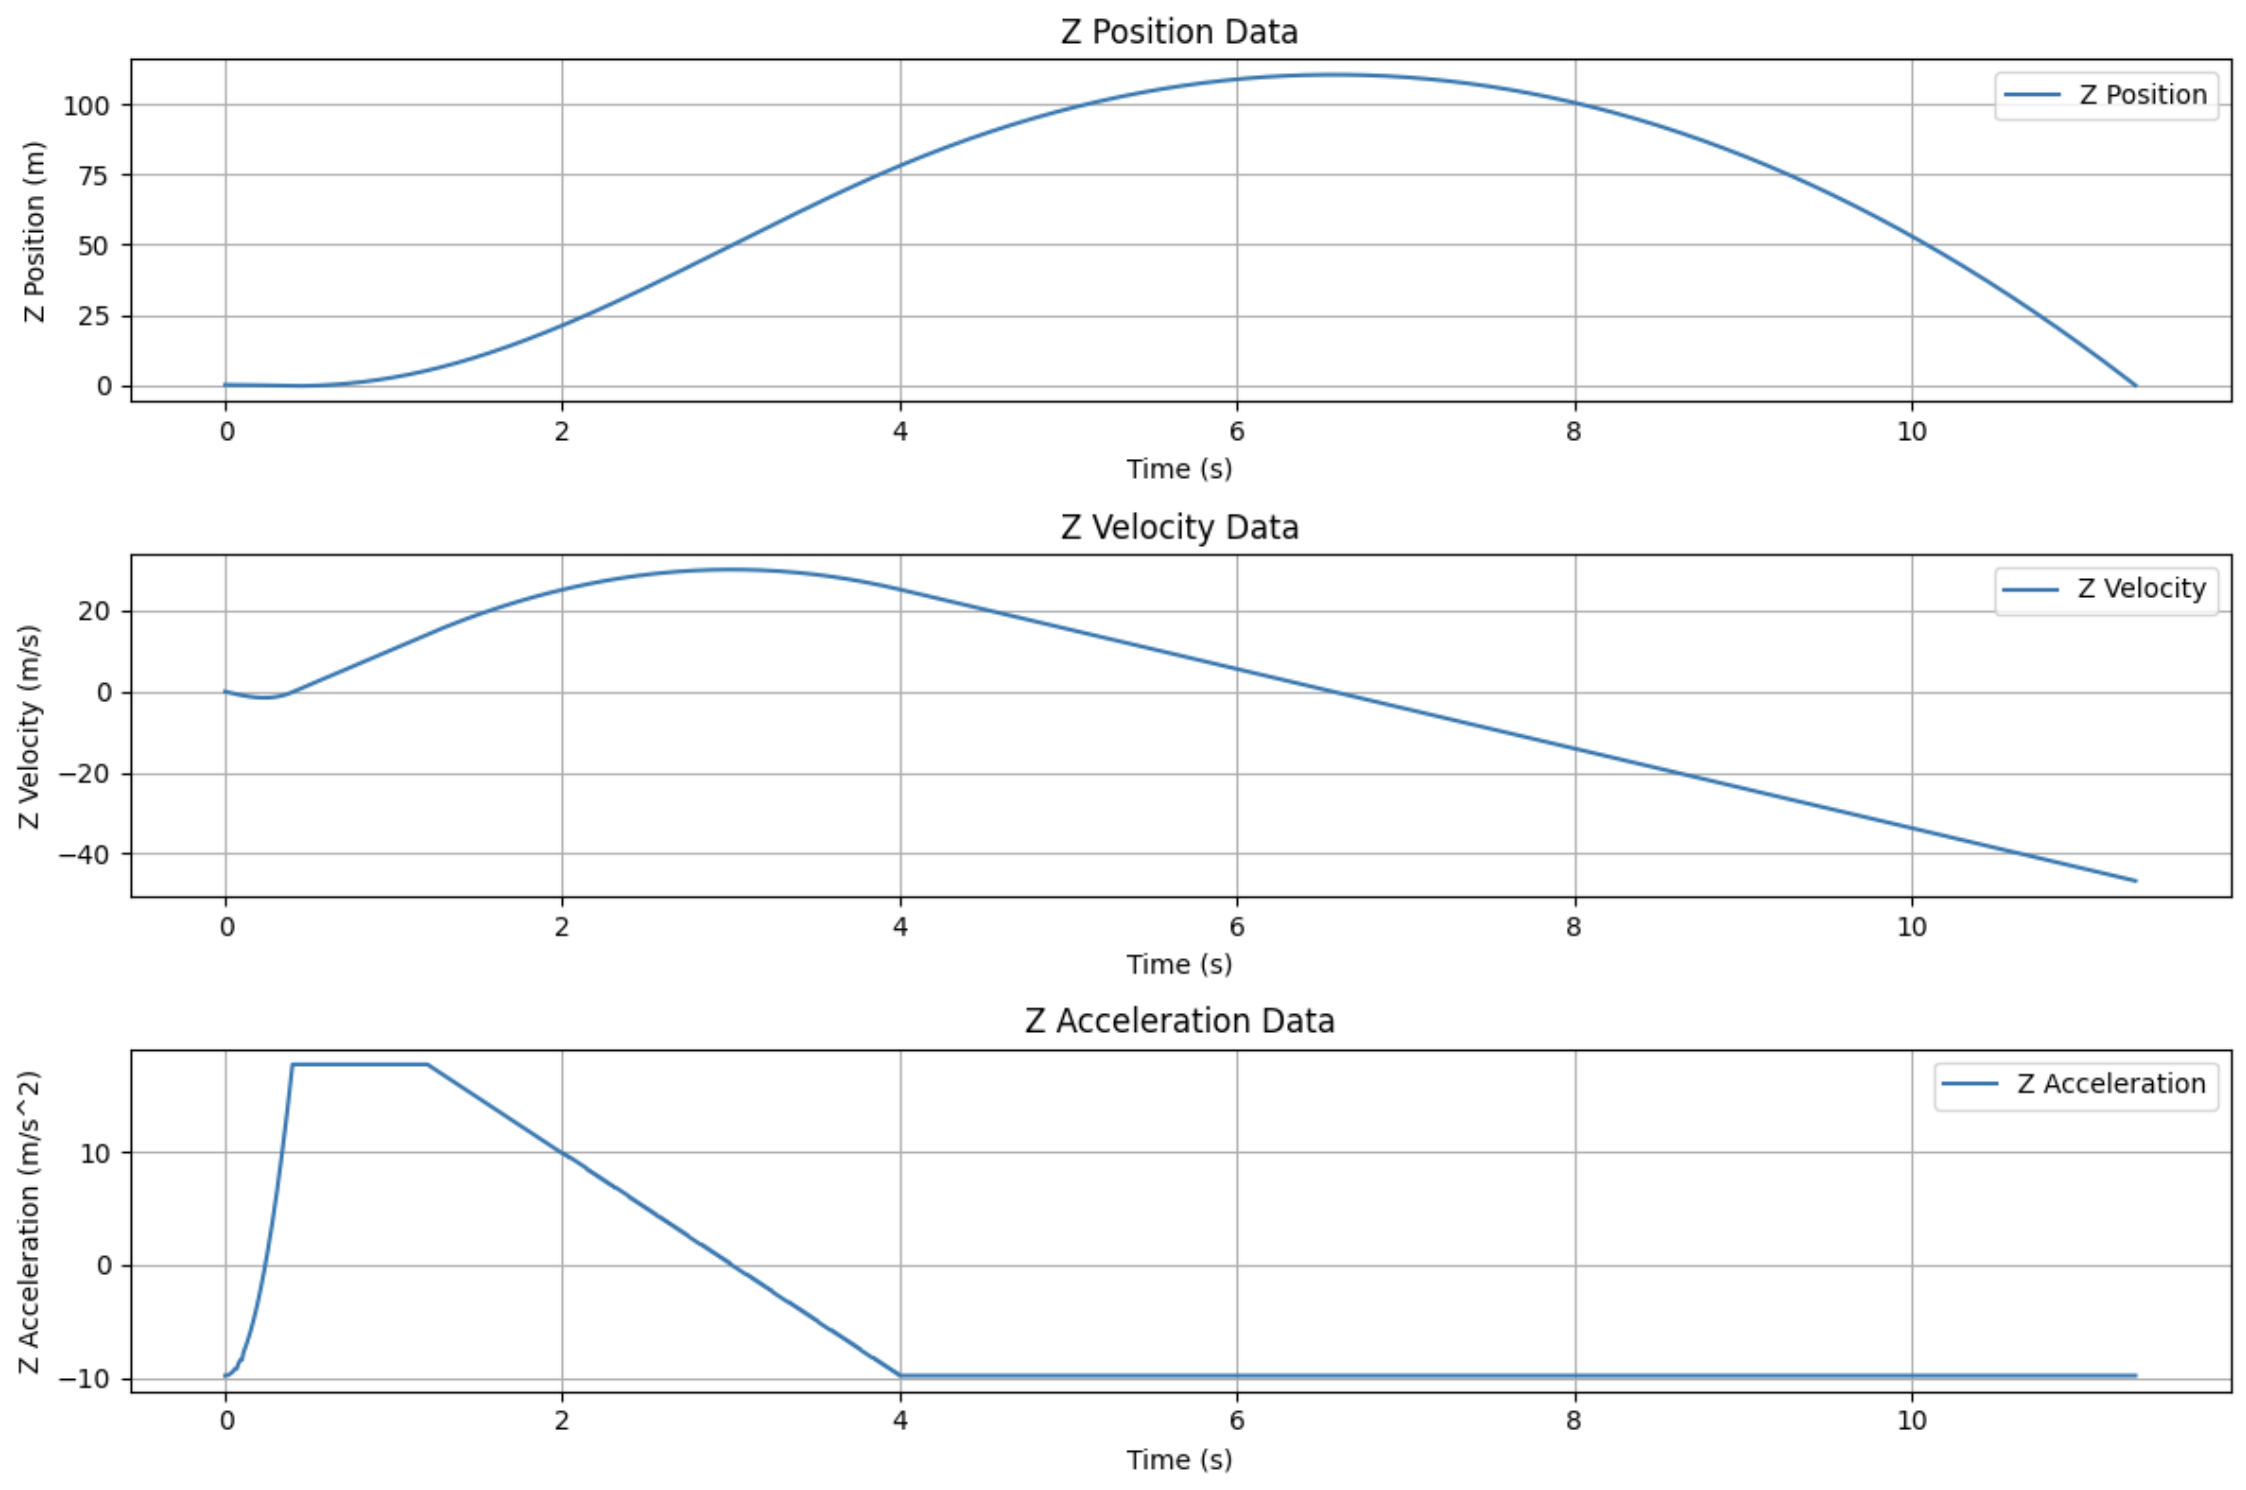 Z Position Data
Z Position (m)
100
75
50
25
0
Z Position
0 2 4 6 8 10
Time (s)
Z Velocity Data
Z Velocity (m/s)
20
0
−20
−40
Z Velocity
0 2 4 6 8 10
Time (s)
Z Acceleration Data
Z Acceleration (m/s^2)
10
0
−10
Z Acceleration
0 2 4 6 8 10
Time (s)